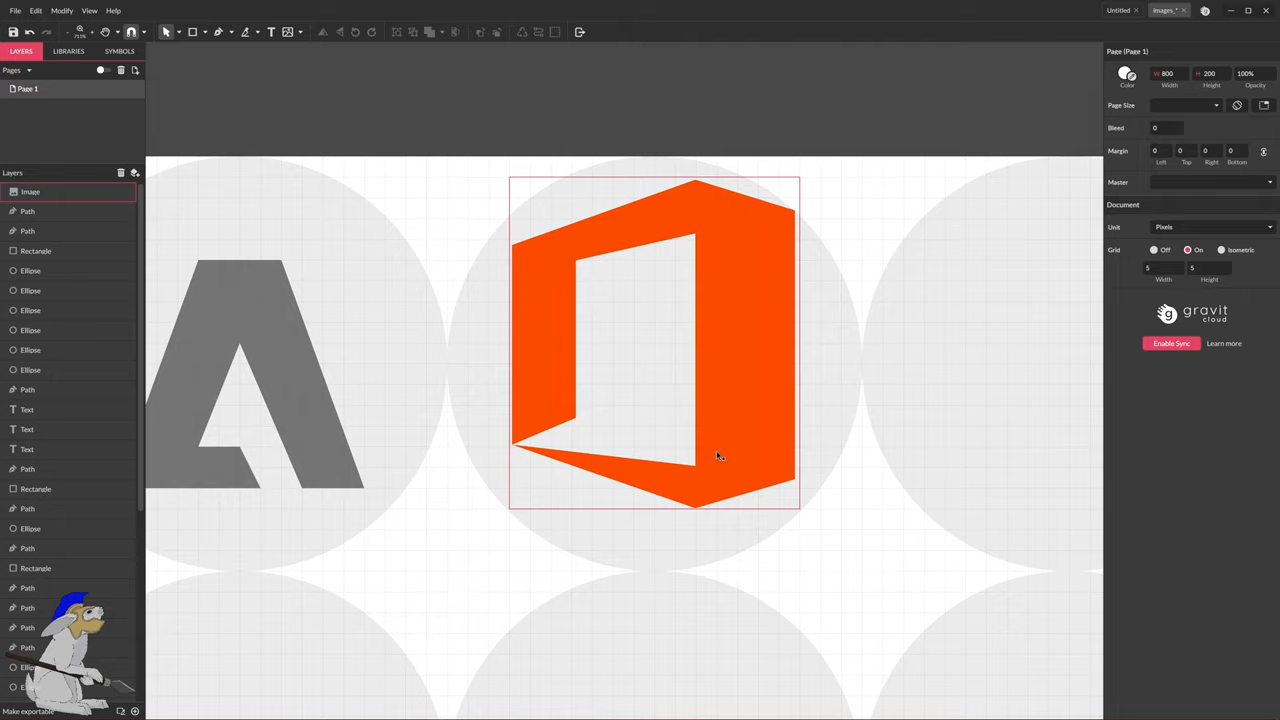 File Edit Modify View Help
Untitled images_*
711%
LAYERS LIBRARIES SYMBOLS
Pages
Page 1
Layers
Image
Path
Path
Rectangle
Ellipse
Ellipse
Ellipse
Ellipse
Ellipse
Ellipse
Path
Text
Text
Text
Path
Rectangle
Path
Ellipse
Path
Rectangle
Path
Path
Path
Path
Make exportable
Page (Page 1)
W 800 H 200 100%
Color Width Height Opacity
Page Size
Bleed 0
Margin 0 0 0 0
Left Top Right Bottom
Master
Document
Unit Pixels
Grid Off On Isometric
5 5
Width Height
gravit
cloud
Enable Sync Learn more